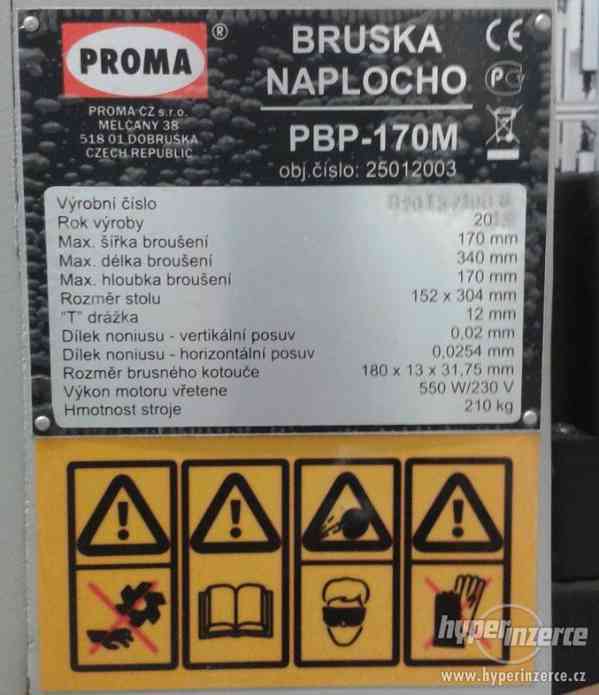 PROMA ®
PROMA CZ s.r.o.
MELČANY 38
518 01 DOBRUŠKA
CZECH REPUBLIC
BRUSKA
NAPLOCHO
PBP-170M
obj.číslo: 25012003
CE
Výrobní číslo
Rok výroby
Max. šířka broušení 170 mm
Max. délka broušení 340 mm
Max. hloubka broušení 170 mm
Rozměr stolu 152 x 304 mm
"T" drážka 12 mm
Dílek noniusu - vertikální posuv 0,02 mm
Dílek noniusu - horizontální posuv 0,0254 mm
Rozměr brusného kotouče 180 x 13 x 31,75 mm
Výkon motoru vřetene 550 W/230 V
Hmotnost stroje 210 kg
hyperinzerce
www.hyperinzerce.cz